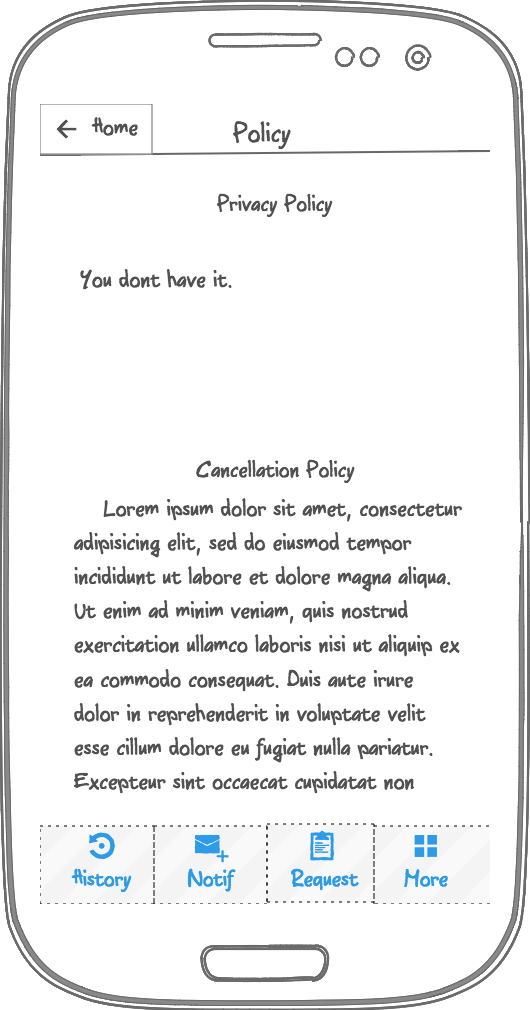 Home
Policy
Privacy Policy
You dont have it.
Cancellation Policy
Lorem ipsum dolor sit amet, consectetur
adipisicing elit, sed do eiusmod tempor
incididunt ut labore et dolore magna aliqua.
Ut enim ad minim veniam, quis nostrud
exercitation ullamco laboris nisi ut aliquip ex
ea commodo consequat. Duis aute irure
dolor in reprehenderit in voluptate velit
esse cillum dolore eu fugiat nulla pariatur.
Excepteur sint occaecat cupidatat non
History
Notif
Request
More